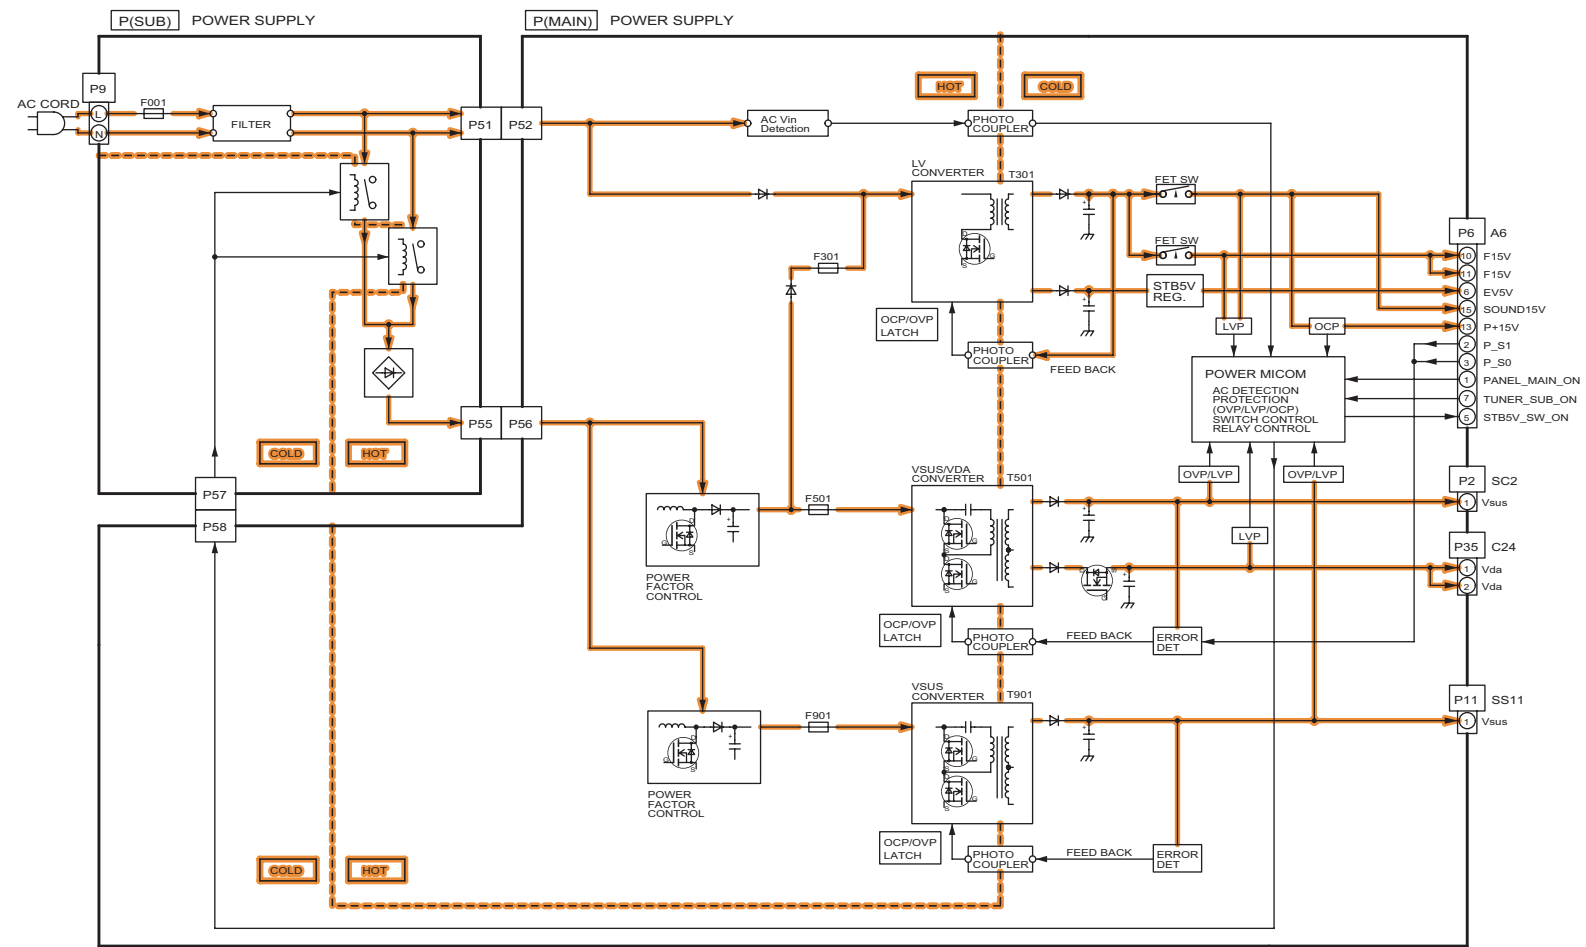 P(SUB) POWER SUPPLY
P(MAIN) POWER SUPPLY
P9
AC CORD
L
N
F001
FILTER
P51
P52
AC Vin
Detection
HOT
COLD
PHOTO
COUPLER
LV
CONVERTER
T301
D
G
S
FET SW
FET SW
F301
STB5V
REG.
OCP/OVP
LATCH
PHOTO
COUPLER
FEED BACK
LVP
OCP
P6 A6
10 F15V
11 F15V
6 EV5V
15 SOUND15V
13 P+15V
2 P_S1
3 P_S0
1 PANEL_MAIN_ON
7 TUNER_SUB_ON
5 STB5V_SW_ON
POWER MICOM
AC DETECTION
PROTECTION
(OVP/LVP/OCP)
SWITCH CONTROL
RELAY CONTROL
P55
P56
COLD
HOT
P57
P58
OVP/LVP
OVP/LVP
P2 SC2
1 Vsus
LVP
P35 C24
1 Vda
2 Vda
VSUS/VDA
CONVERTER
T501
F501
D
G
S
POWER
FACTOR
CONTROL
OCP/OVP
LATCH
PHOTO
COUPLER
FEED BACK
ERROR
DET
VSUS
CONVERTER
T901
F901
D
G
S
POWER
FACTOR
CONTROL
P11 SS11
1 Vsus
OCP/OVP
LATCH
PHOTO
COUPLER
FEED BACK
ERROR
DET
COLD
HOT